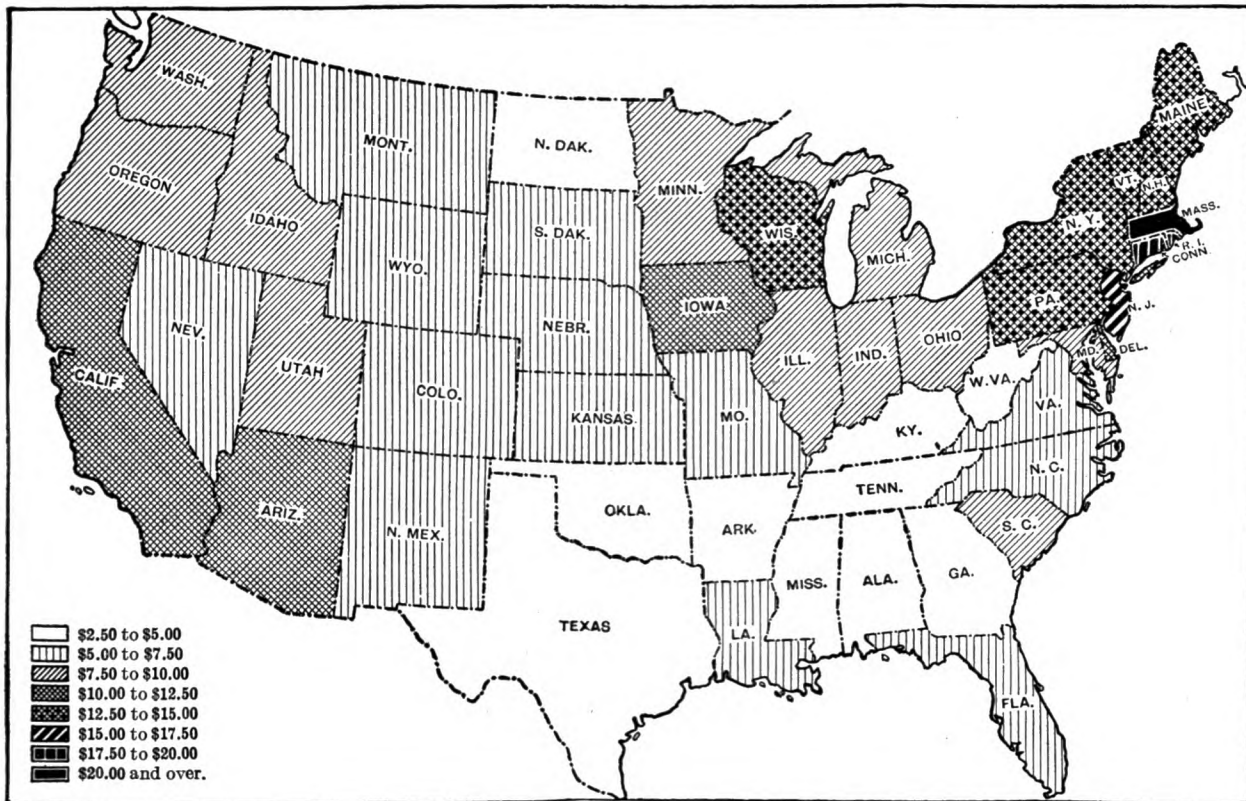 WASH.
MONT.
N. DAK.
MINN.
MAINE
VT.
N.H.
OREGON
IDAHO
S. DAK.
WIS.
MICH.
N.Y.
MASS.
R. I.
CONN.
WYO.
IOWA
PA.
N. J.
NEV.
NEBR.
ILL.
IND.
OHIO
MD.
DEL.
CALIF.
UTAH
COLO.
KANSAS
MO.
W.VA.
VA.
KY.
N. C.
TENN.
ARIZ.
N. MEX.
OKLA.
ARK.
S. C.
MISS.
ALA.
GA.
TEXAS
LA.
FLA.
$2.50 to $5.00
$5.00 to $7.50
$7.50 to $10.00
$10.00 to $12.50
$12.50 to $15.00
$15.00 to $17.50
$17.50 to $20.00
$20.00 and over.